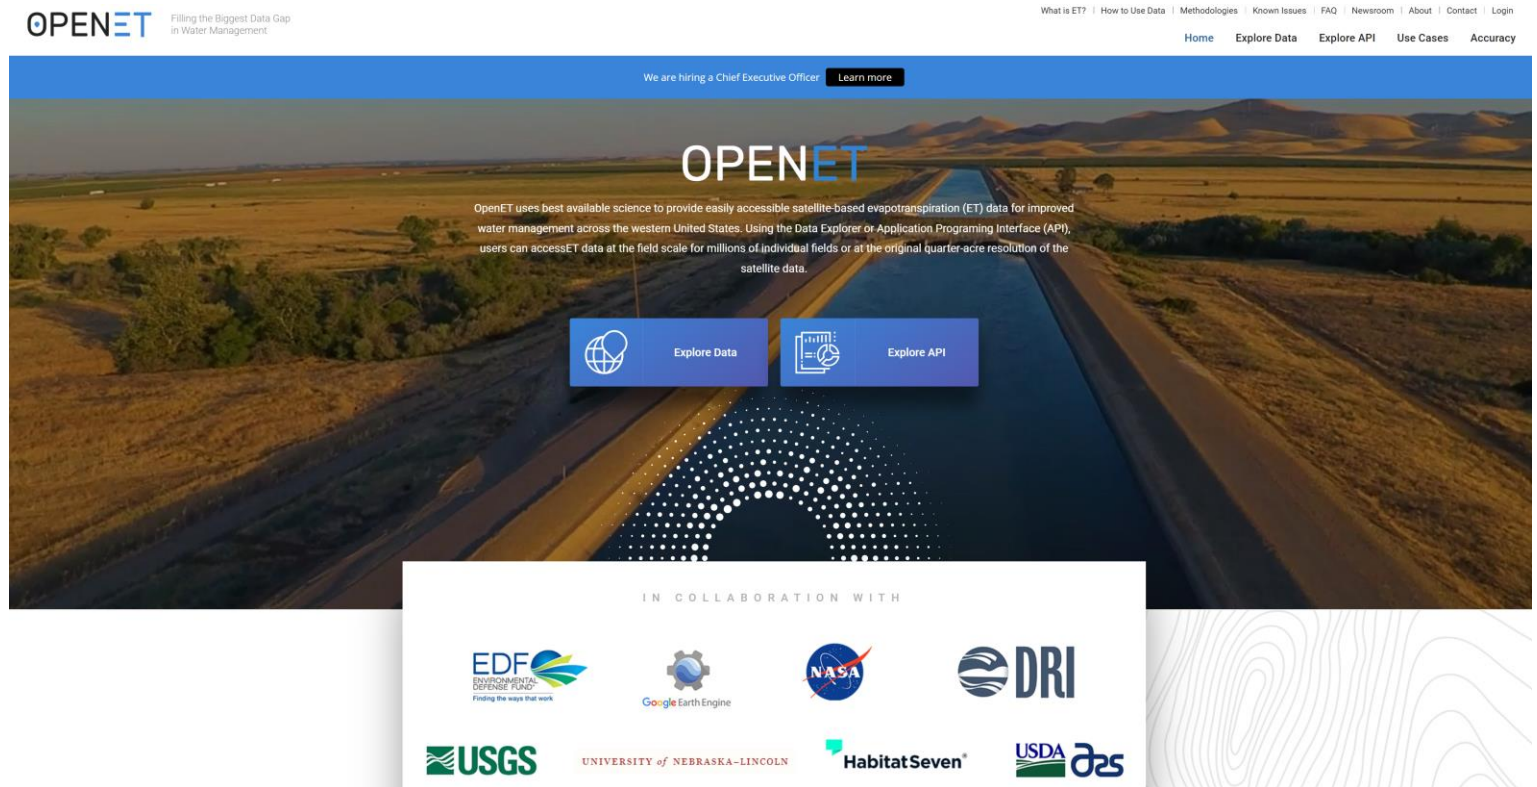 OPENET
Filling the Biggest Data Gap
in Water Management
What is ET? | How to Use Data | Methodologies | Known Issues | FAQ | Newsroom | About | Contact | Login
Home Explore Data Explore API Use Cases Accuracy
We are hiring a Chief Executive Officer Learn more
OPENET
OpenET uses best available science to provide easily accessible satellite-based evapotranspiration (ET) data for improved
water management across the western United States. Using the Data Explorer or Application Programing Interface (API),
users can accessET data at the field scale for millions of individual fields or at the original quarter-acre resolution of the
satellite data.
Explore Data Explore API
IN COLLABORATION WITH
EDF
ENVIRONMENTAL
DEFENSE FUND
Finding the ways that work
Google Earth Engine
NASA
DRI
USGS
UNIVERSITY of NEBRASKA–LINCOLN
HabitatSeven®
USDA
ars